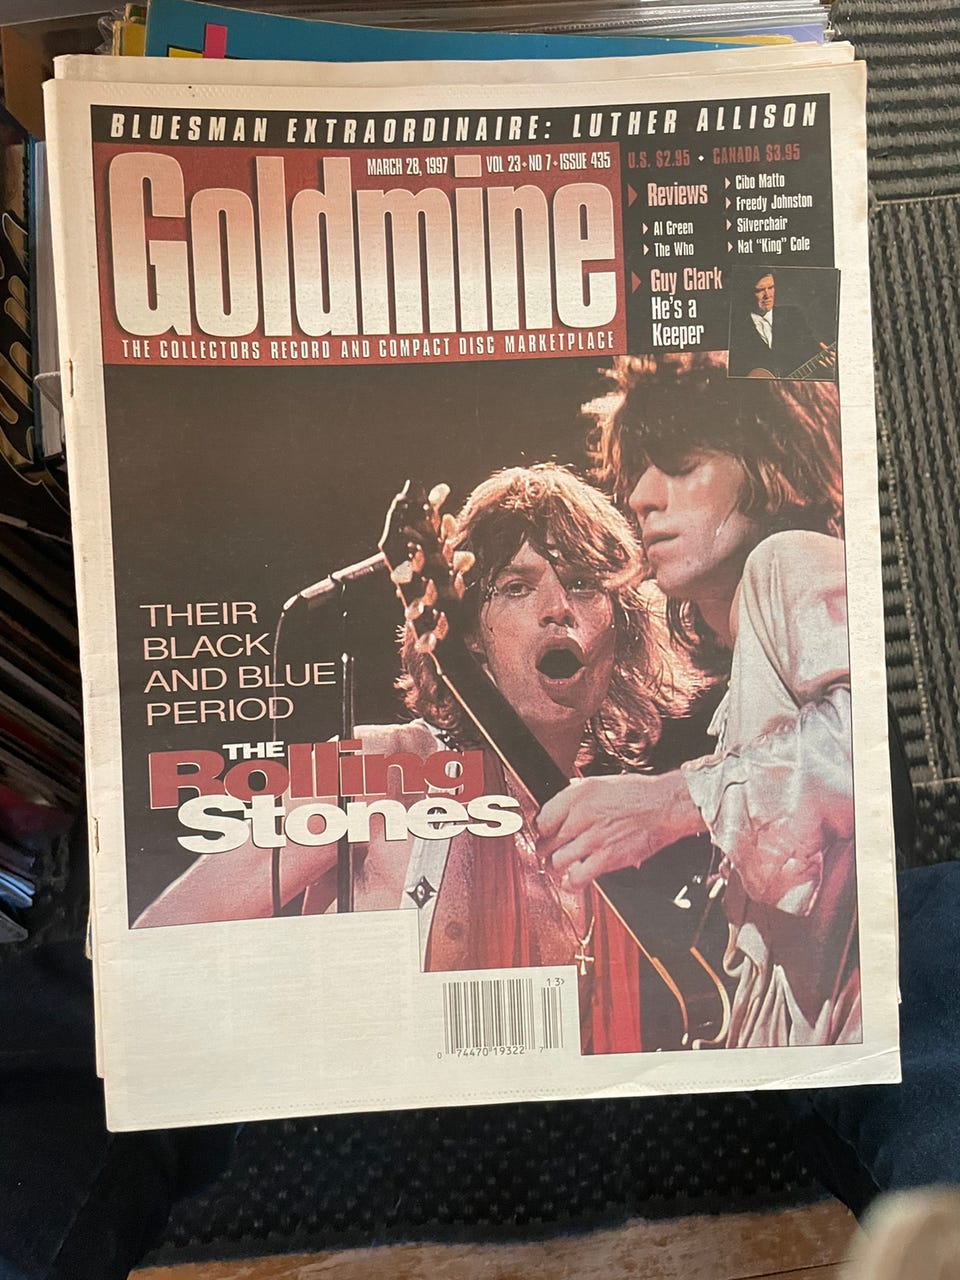 BLUESMAN EXTRAORDINAIRE: LUTHER ALLISON
MARCH 28, 1997 VOL 23 • NO 7 • ISSUE 435
Goldmine
THE COLLECTORS RECORD AND COMPACT DISC MARKETPLACE
U.S. $2.95 • CANADA $3.95
Reviews
Al Green
The Who
Cibo Matto
Freedy Johnston
Silverchair
Nat "King" Cole
Guy Clark
He's a
Keeper
THEIR
BLACK
AND BLUE
PERIOD
THE
Rolling
Stones
13>
0 74470 19322 7